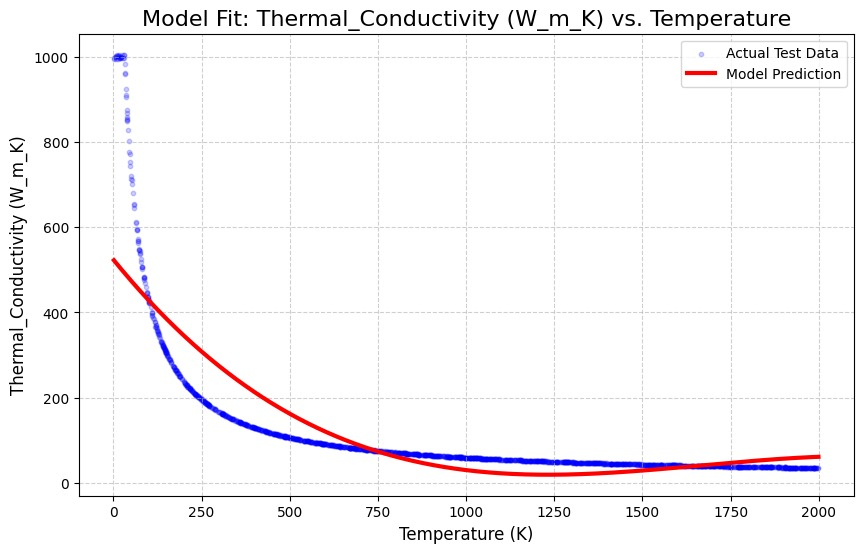 Model Fit: Thermal_Conductivity (W_m_K) vs. Temperature
Actual Test Data
Model Prediction
Thermal_Conductivity (W_m_K)
1000
800
600
400
200
0
0 250 500 750 1000 1250 1500 1750 2000
Temperature (K)